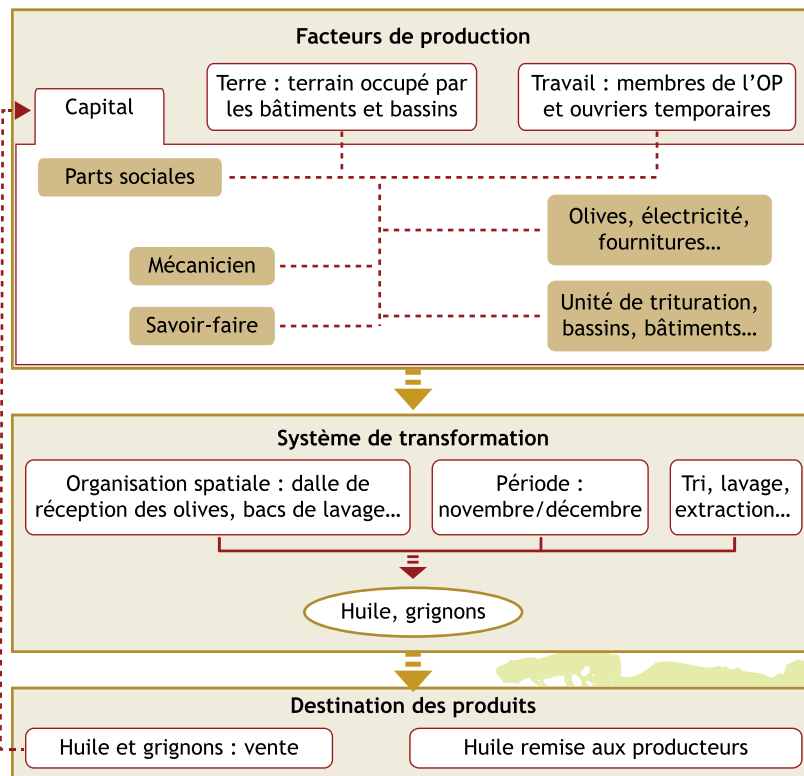 Facteurs de production
Capital
Terre : terrain occupé par
les bâtiments et bassins
Travail : membres de l’OP
et ouvriers temporaires
Parts sociales
Olives, électricité,
fournitures…
Mécanicien
Savoir-faire
Unité de trituration,
bassins, bâtiments…
Système de transformation
Organisation spatiale : dalle de
réception des olives, bacs de lavage…
Période :
novembre/décembre
Tri, lavage,
extraction…
Huile, grignons
Destination des produits
Huile et grignons : vente
Huile remise aux producteurs